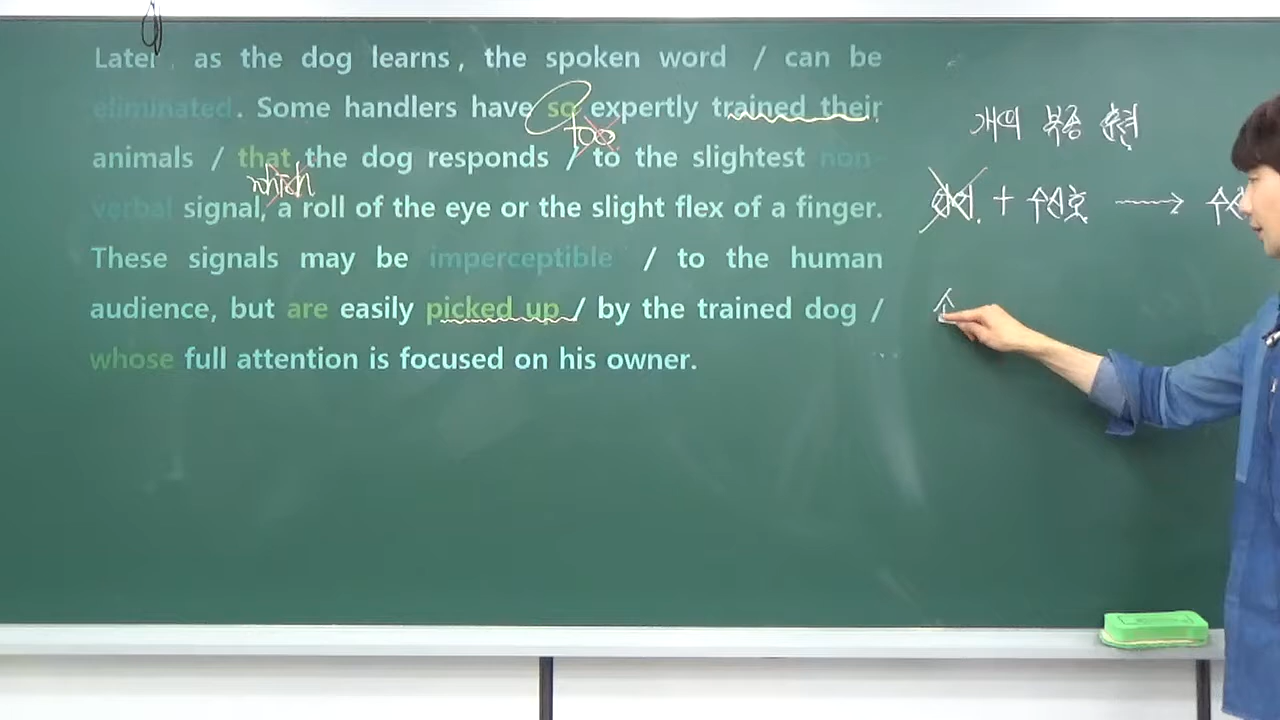 Later, as the dog learns, the spoken word / can be
eliminated. Some handlers have so expertly trained their
too
animals / that the dog responds / to the slightest non-
which
verbal signal, a roll of the eye or the slight flex of a finger.
These signals may be imperceptible / to the human
audience, but are easily picked up / by the trained dog /
whose full attention is focused on his owner.
개의 복종 훈련
+ 수신호